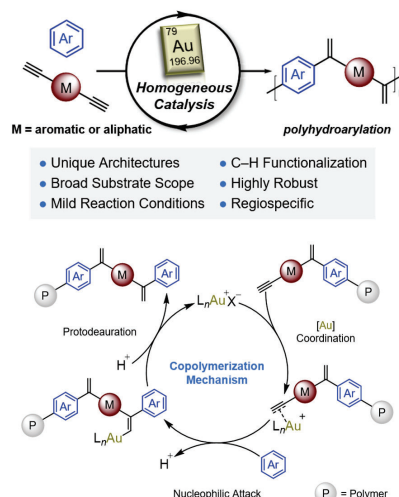 Ar
79
Au
196.96
Homogeneous
Catalysis
M
M = aromatic or aliphatic
Ar
M
polyhydroarylation
• Unique Architectures
• Broad Substrate Scope
• Mild Reaction Conditions
• C–H Functionalization
• Highly Robust
• Regiospecific
P
Ar
M
Ar
LnAu+X−
M
Ar
P
Protodeauration
[Au]
Coordination
H+
Copolymerization
Mechanism
P
Ar
M
Ar
LnAu
M
Ar
P
LnAu+
H+
Ar
Nucleophilic Attack
P = Polymer